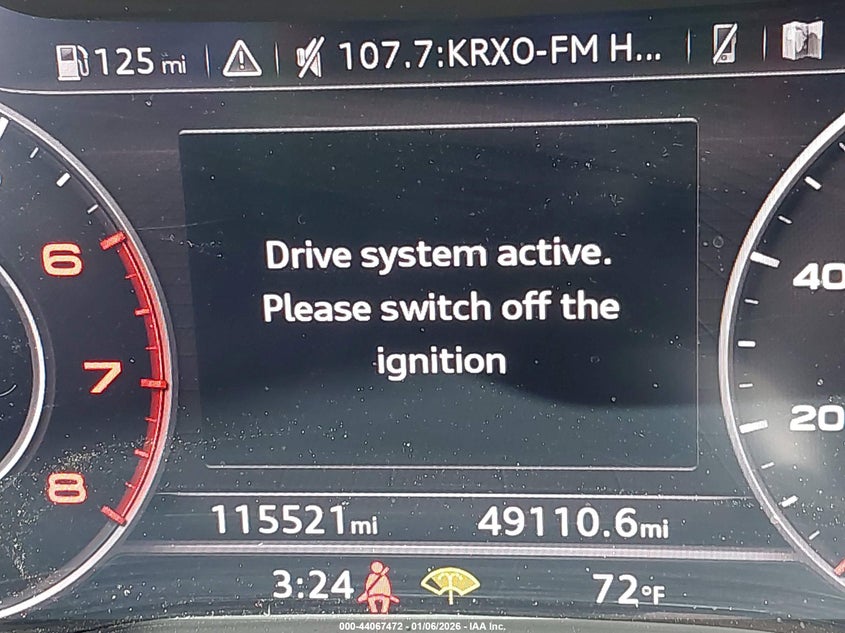 125 mi 107.7:KRXO-FM H...
Drive system active.
Please switch off the
ignition
6
7
8
40
20
115521mi 49110.6mi
3:24 72°F
000-44067472 - 01/06/2026 - IAA Inc.